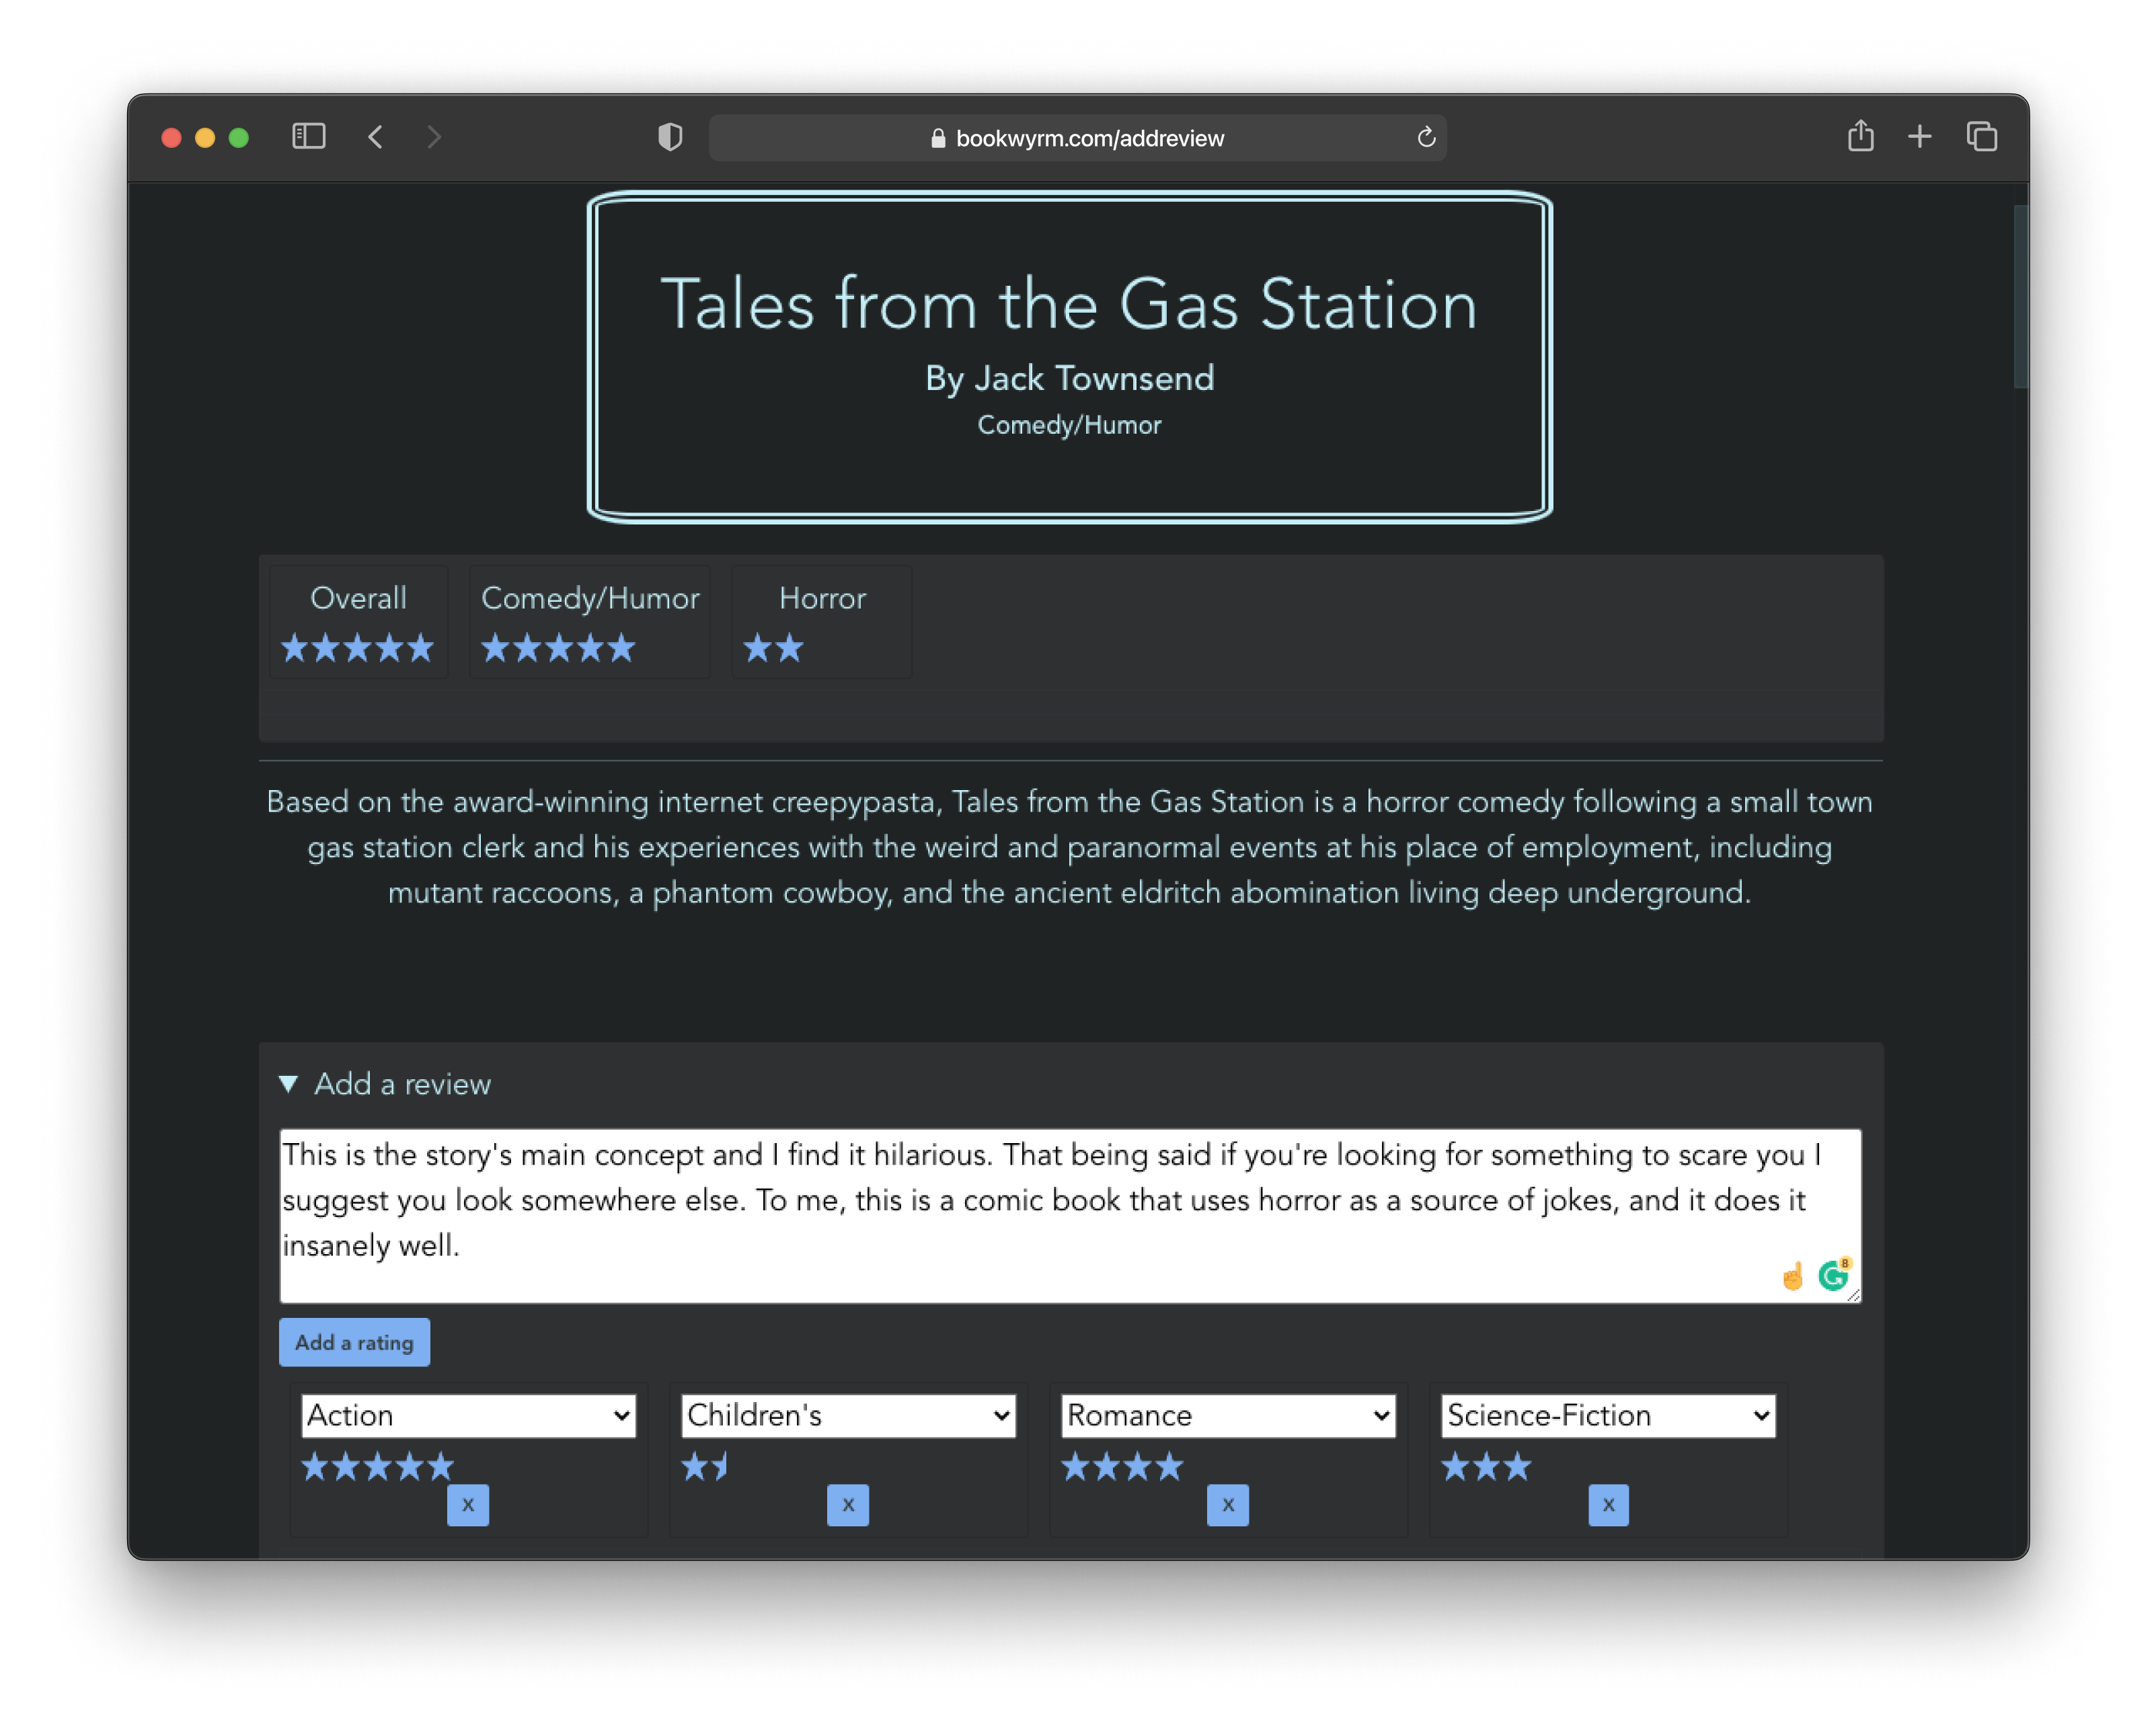 bookwyrm.com/addreview
Tales from the Gas Station
By Jack Townsend
Comedy/Humor
Overall
Comedy/Humor
Horror
Based on the award-winning internet creepypasta, Tales from the Gas Station is a horror comedy following a small town
gas station clerk and his experiences with the weird and paranormal events at his place of employment, including
mutant raccoons, a phantom cowboy, and the ancient eldritch abomination living deep underground.
Add a review
This is the story's main concept and I find it hilarious. That being said if you're looking for something to scare you I
suggest you look somewhere else. To me, this is a comic book that uses horror as a source of jokes, and it does it
insanely well.
8
Add a rating
Action
Children's
Romance
Science-Fiction
x
x
x
x